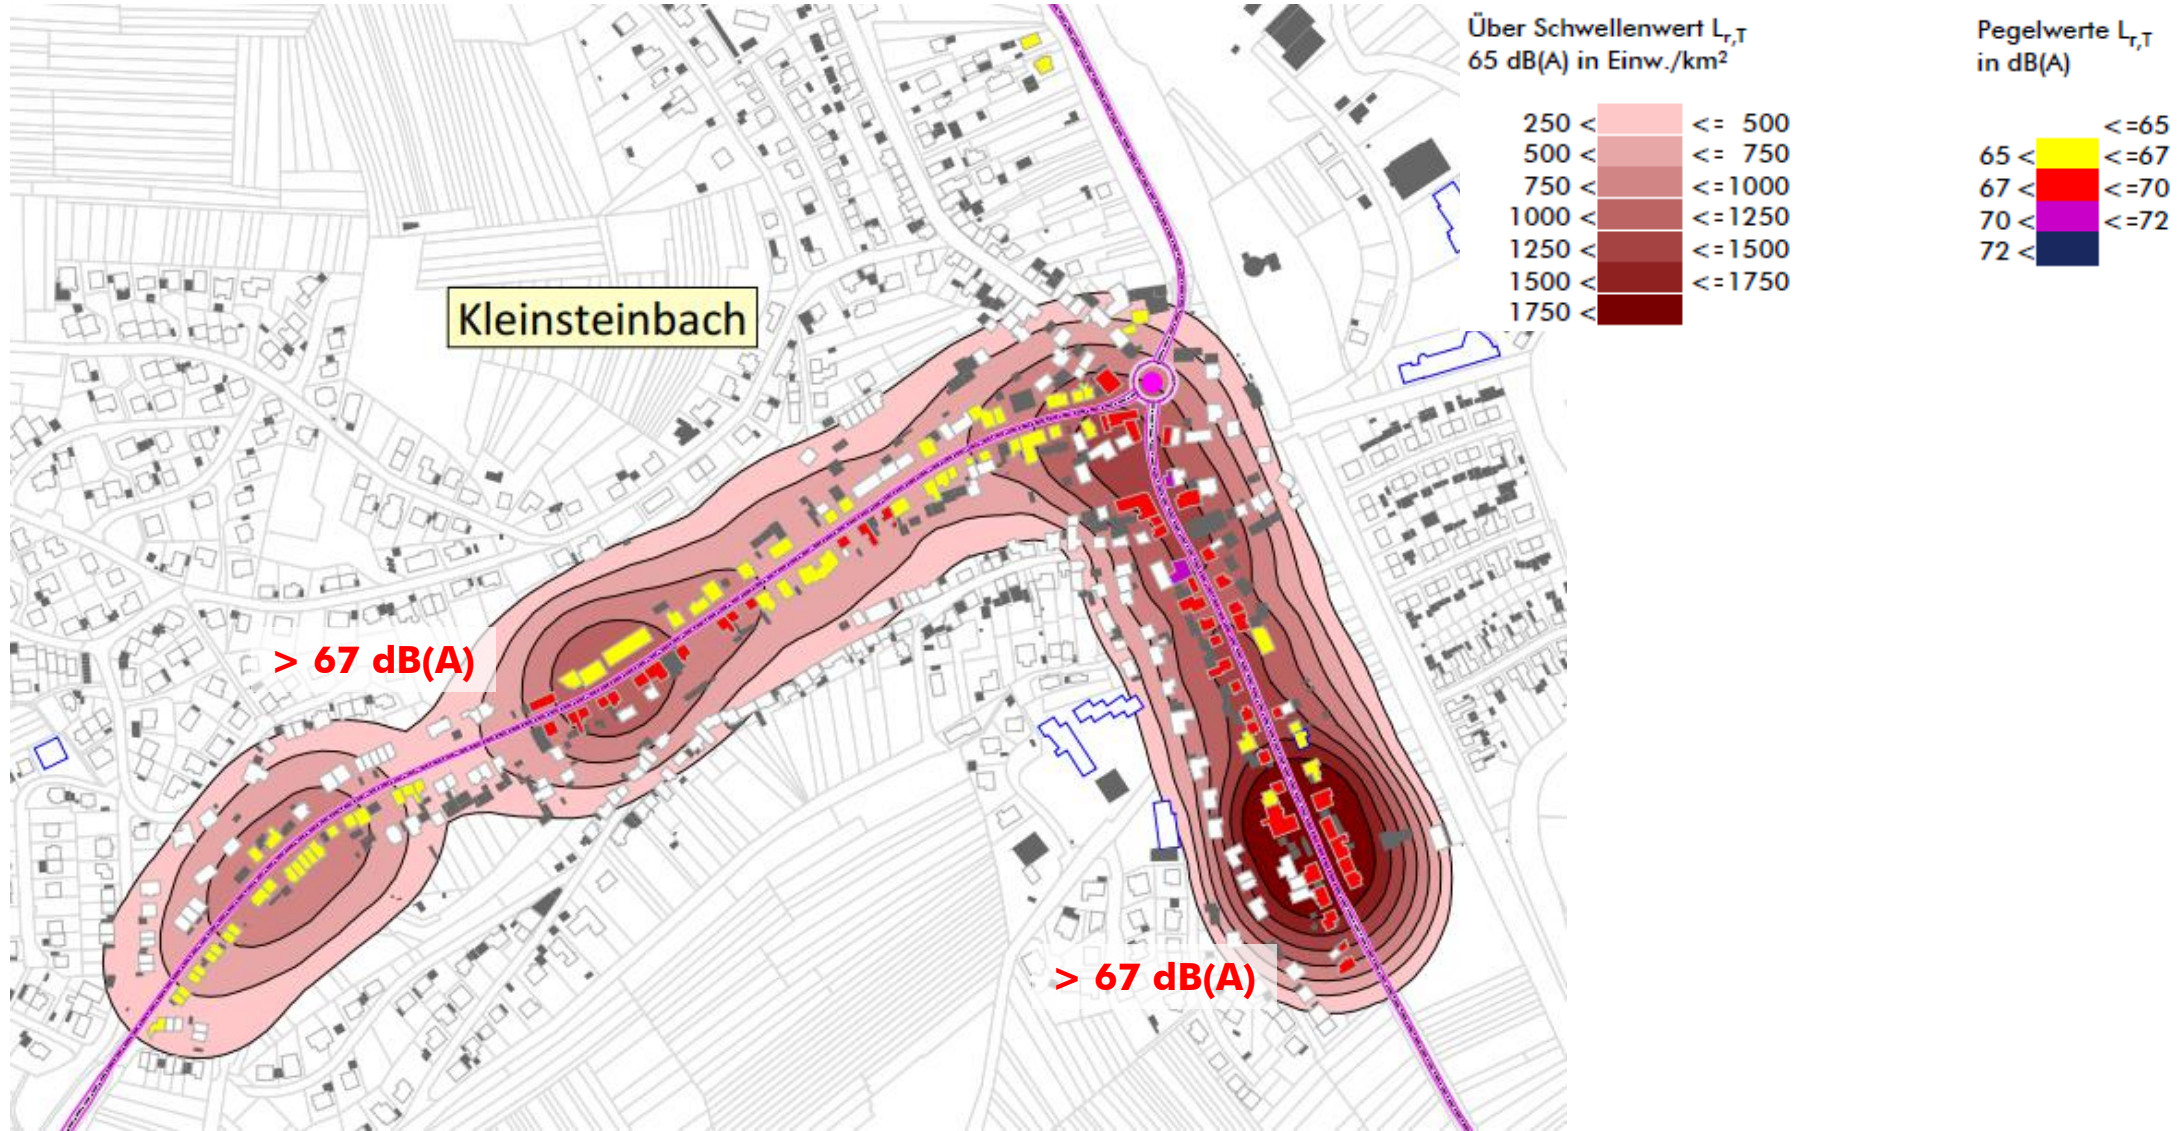 Über Schwellenwert Lr,T
65 dB(A) in Einw./km²
250 < <= 500
500 < <= 750
750 < <=1000
1000 < <=1250
1250 < <=1500
1500 < <=1750
1750 <
Pegelwerte Lr,T
in dB(A)
<=65
65 < <=67
67 < <=70
70 < <=72
72 <
Kleinsteinbach
> 67 dB(A)
> 67 dB(A)